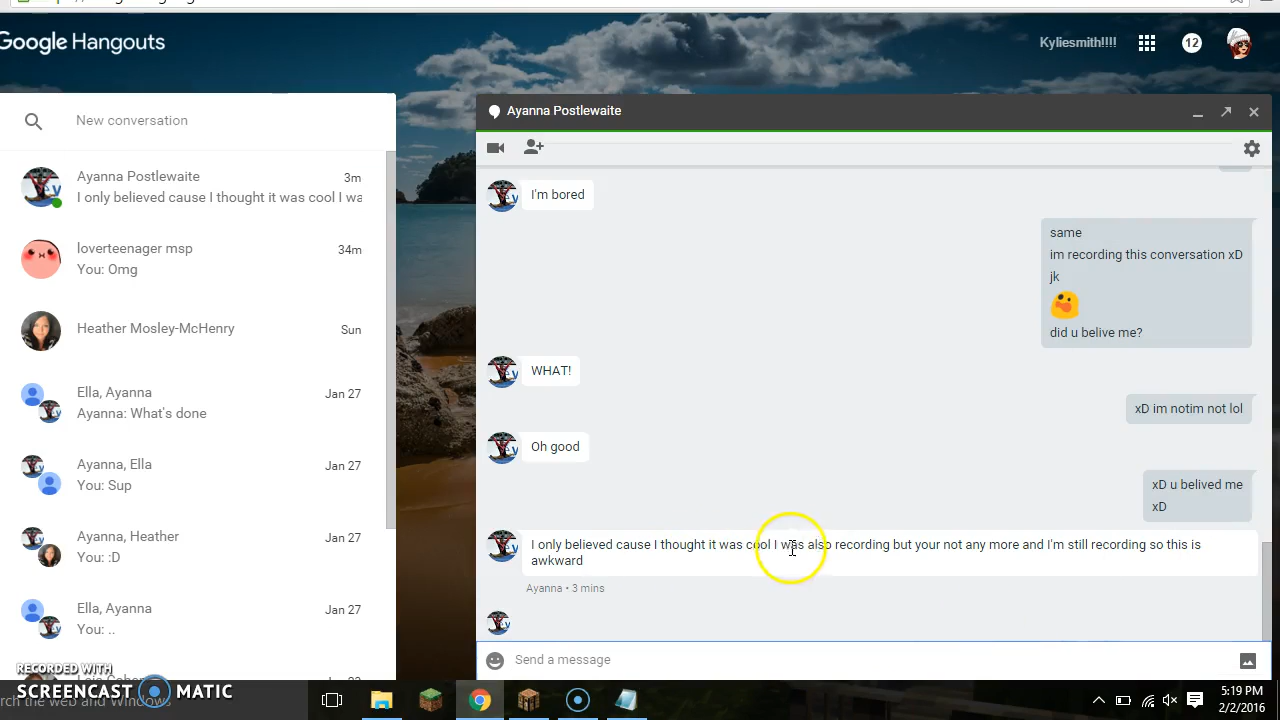 Google Hangouts
Kyliesmith!!!!
12
New conversation
Ayanna Postlewaite
3m
I only believed cause I thought it was cool I wa
loverteenager msp
34m
You: Omg
Heather Mosley-McHenry
Sun
Ella, Ayanna
Jan 27
Ayanna: What's done
Ayanna, Ella
Jan 27
You: Sup
Ayanna, Heather
Jan 27
You: :D
Ella, Ayanna
Jan 27
You: ..
Ayanna Postlewaite
I'm bored
same
im recording this conversation xD
jk
did u belive me?
WHAT!
xD im notim not lol
Oh good
xD u belived me
xD
I only believed cause I thought it was cool I was also recording but your not any more and I'm still recording so this is
awkward
Ayanna • 3 mins
Send a message
RECORDED WITH
SCREENCAST MATIC
rch the web and Windows
5:19 PM
2/2/2016